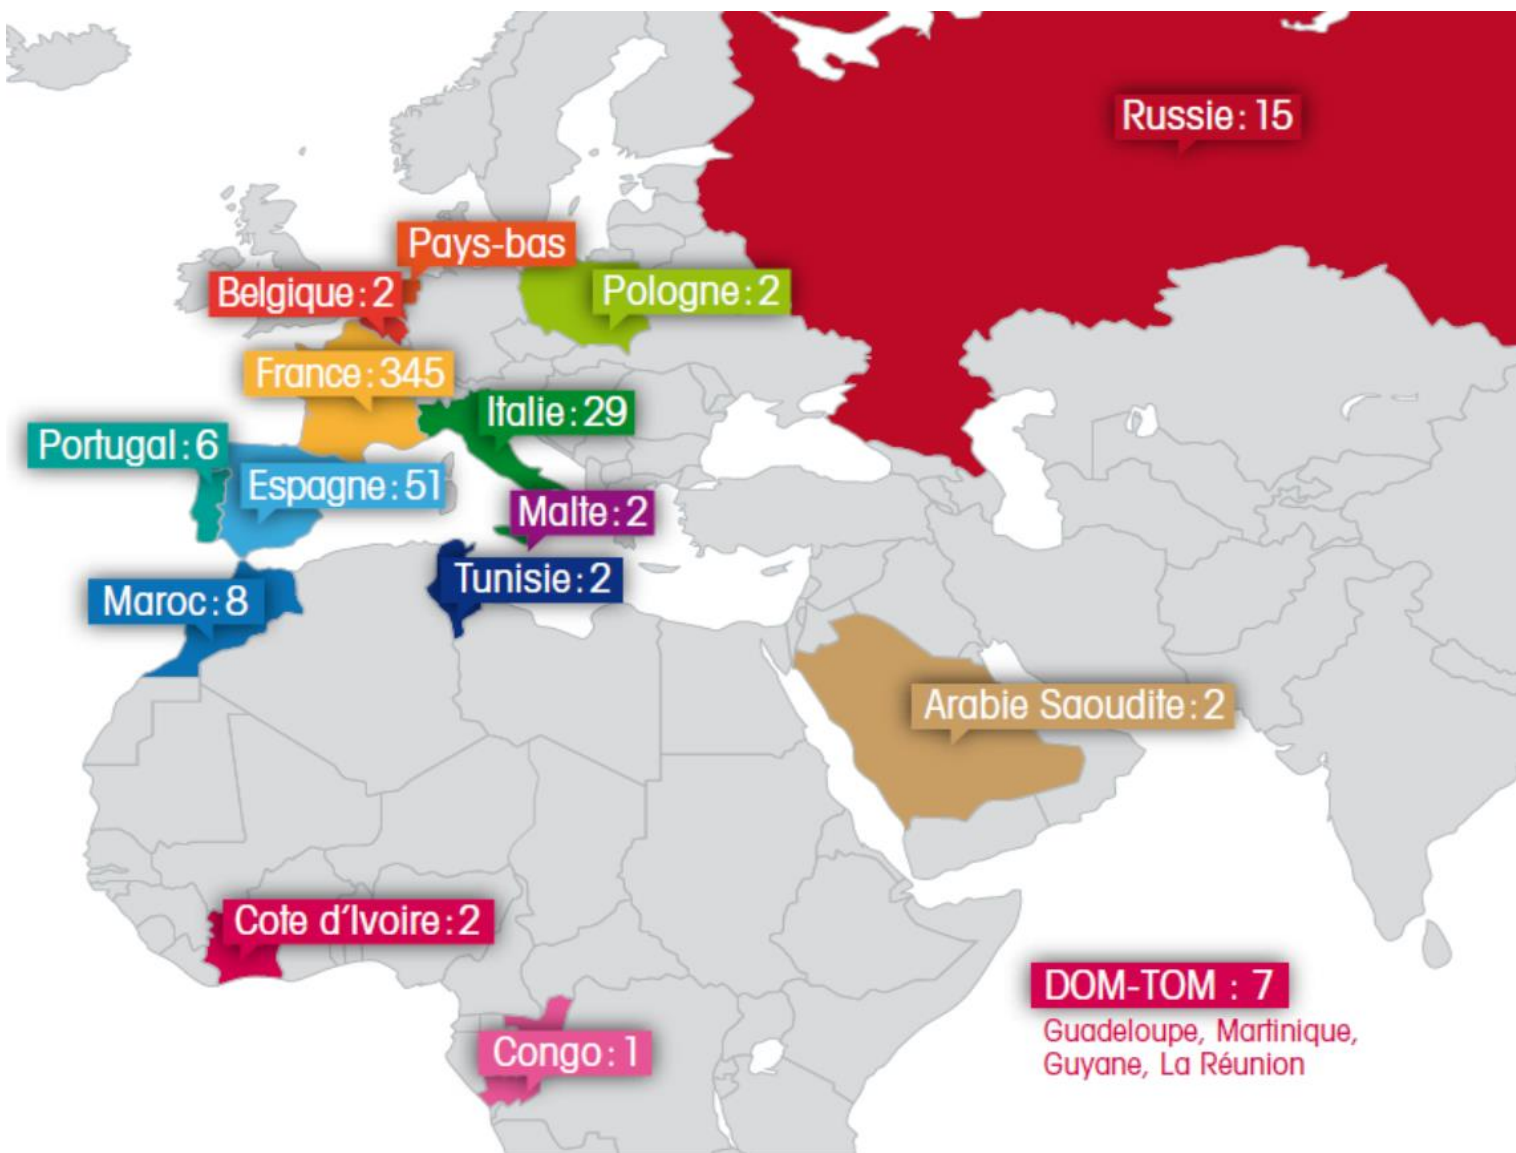 Russie : 15
Pays-bas
Belgique : 2
Pologne : 2
France : 345
Italie : 29
Portugal : 6
Espagne : 51
Malte : 2
Tunisie : 2
Maroc : 8
Arabie Saoudite : 2
Cote d'Ivoire : 2
DOM-TOM : 7
Guadeloupe, Martinique,
Guyane, La Réunion
Congo : 1